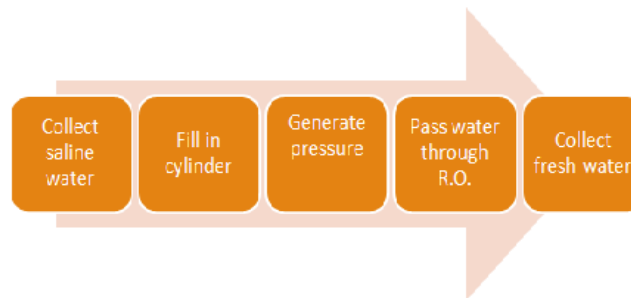 Collect
saline
water
Fill in
cylinder
Generate
pressure
Pass water
through
R.O.
Collect
fresh water